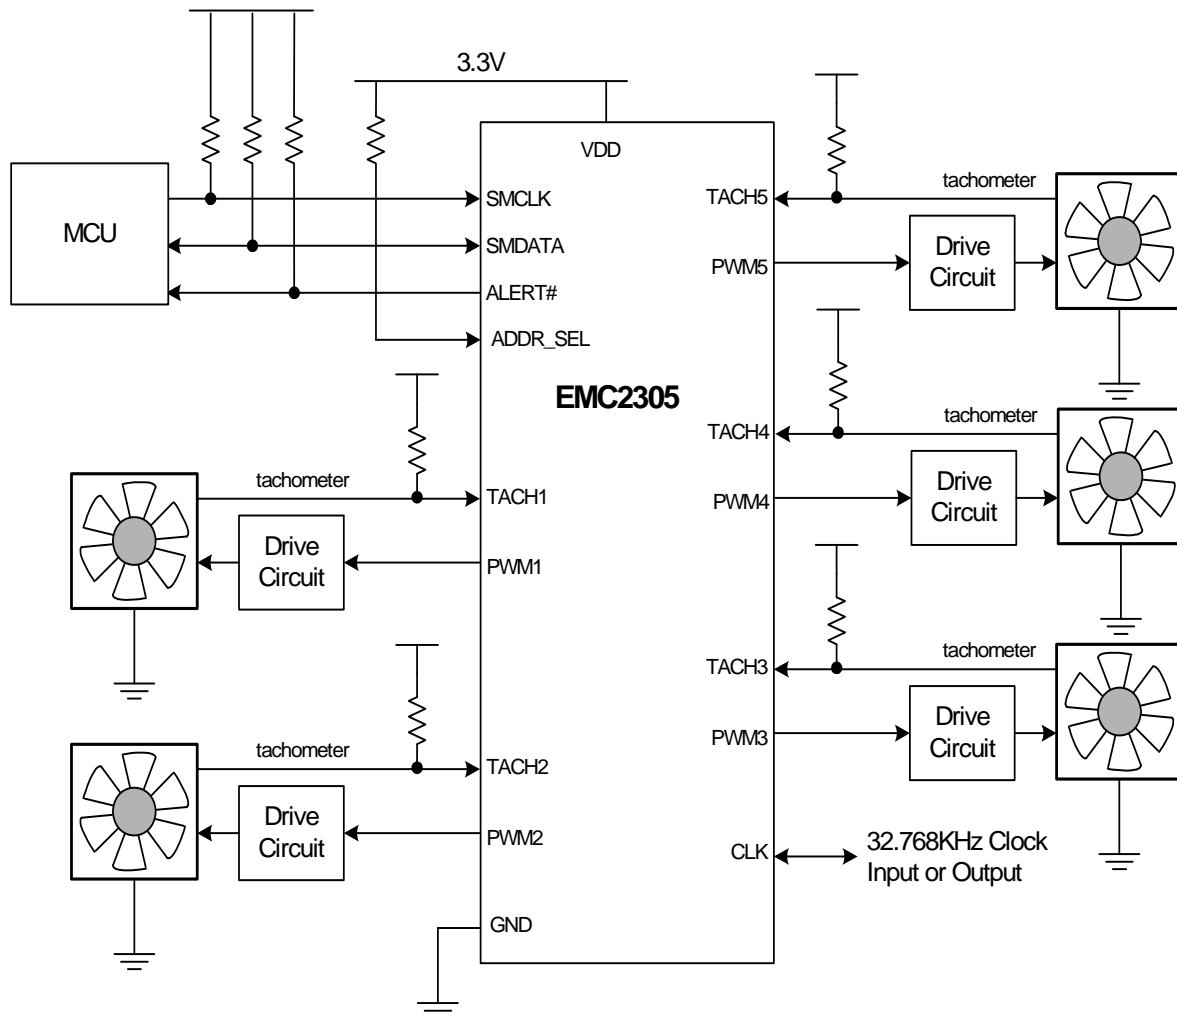 3.3V
VDD
MCU
SMCLK
SMDATA
ALERT#
ADDR_SEL
EMC2305
tachometer
TACH1
Drive
Circuit
PWM1
tachometer
TACH2
Drive
Circuit
PWM2
GND
TACH5
tachometer
PWM5
Drive
Circuit
TACH4
tachometer
PWM4
Drive
Circuit
TACH3
tachometer
PWM3
Drive
Circuit
CLK
32.768KHz Clock
Input or Output